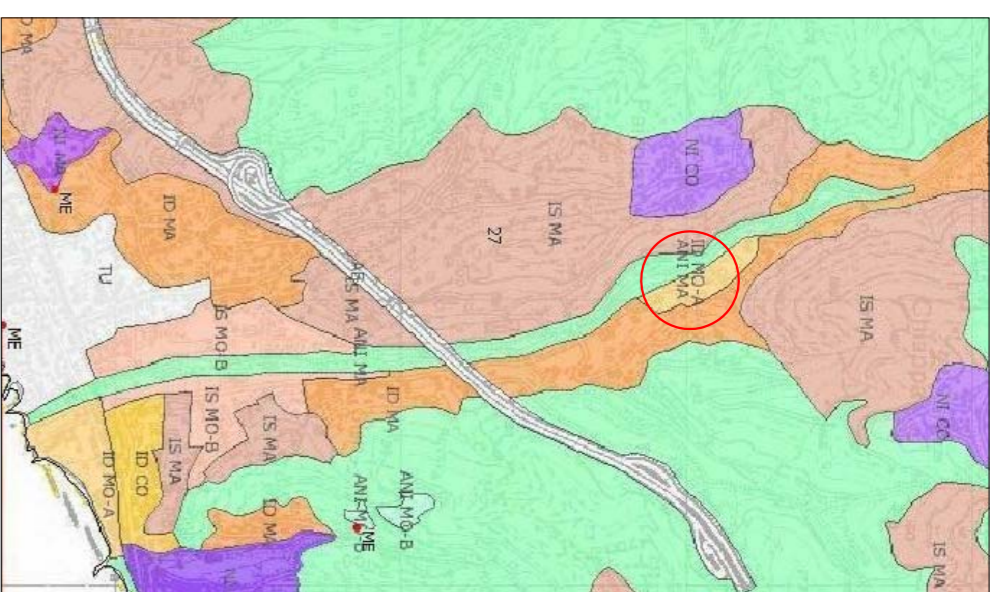 ID MA
NI MA
ME
ID MA
TU
ME
IS MO-B
27
IS MA
NI CO
ID MO-A
ANI MA
IS MA
NI CO
IS MA
ANI MA
IS MO-B
IS MA
ID MA
IS MA
ID CO
ID MO-A
ID MA
ANI MO-B
ME
IS MA